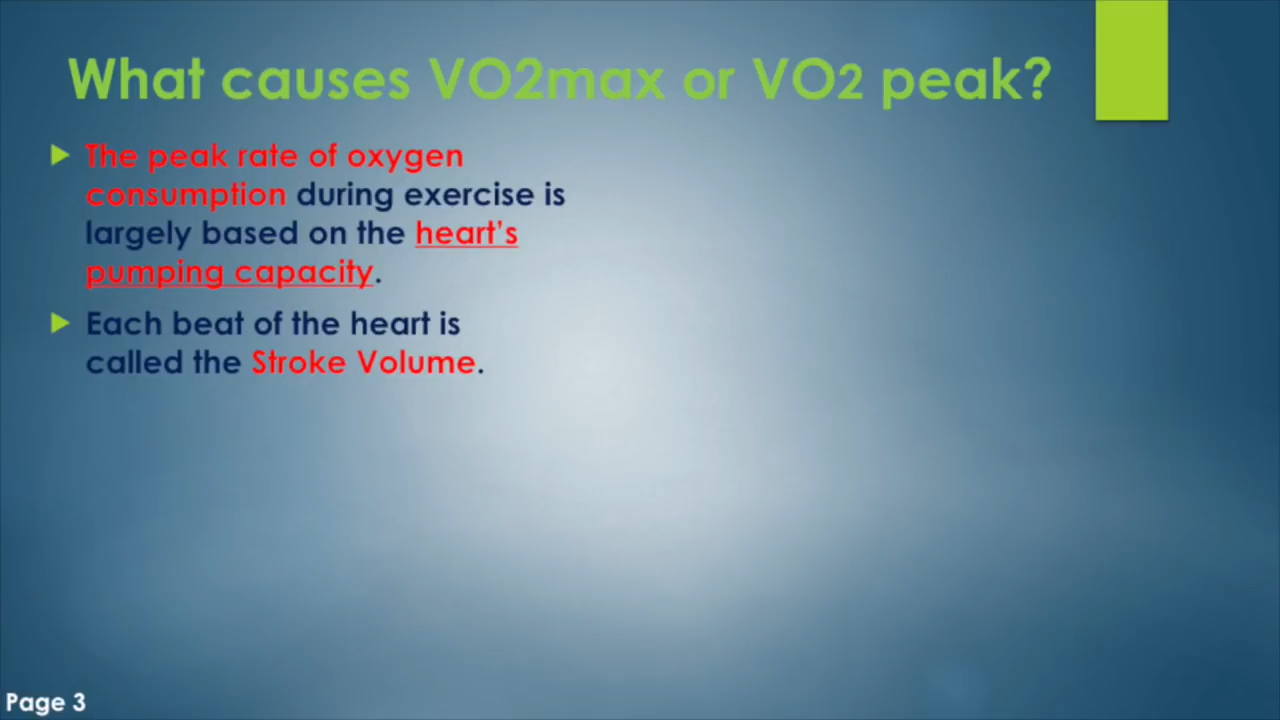 What causes VO2max or VO2 peak?
The peak rate of oxygen
consumption during exercise is
largely based on the heart's
pumping capacity.
Each beat of the heart is
called the Stroke Volume.
Page 3